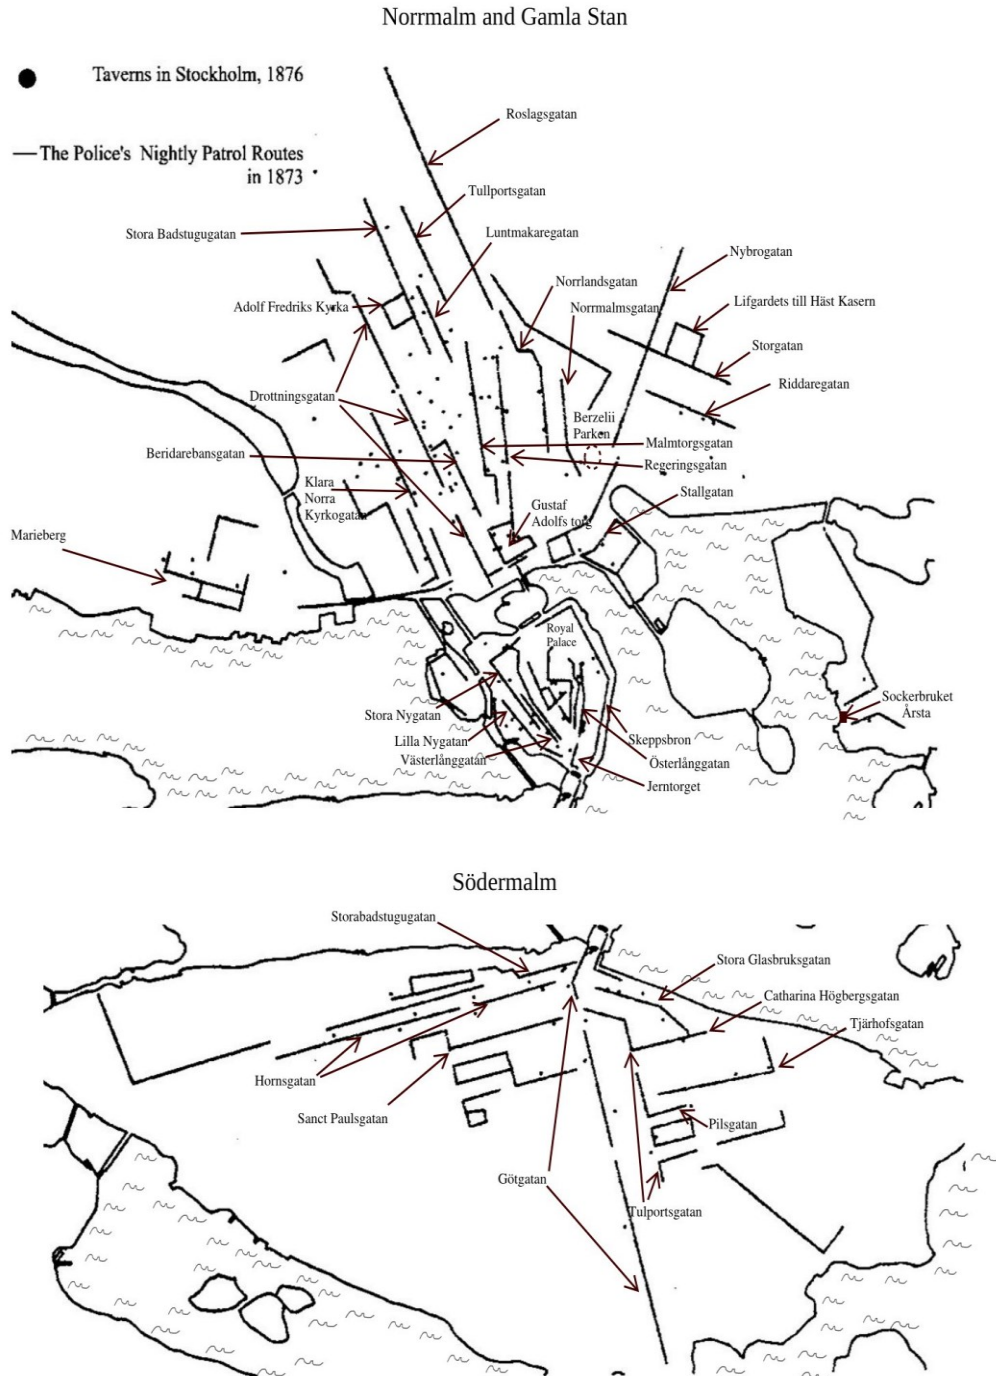 Norrmalm and Gamla Stan
Taverns in Stockholm, 1876
The Police's Nightly Patrol Routes
in 1873
Roslagsgatan
Tullportsgatan
Stora Badstugugatan
Luntmakaregatan
Nybrogatan
Norrlandsgatan
Lifgardets till Häst Kasern
Adolf Fredriks Kyrka
Norrmalmsgatan
Storgatan
Riddaregatan
Drottningsgatan
Berzelii
Parken
Malmtorgsgatan
Beridarebansgatan
Regeringsgatan
Klara
Norra
Kyrkogatan
Stallgatan
Gustaf
Adolfs torg
Marieberg
Royal
Palace
Sockerbruket
Årsta
Stora Nygatan
Lilla Nygatan
Skeppsbron
Västerlånggatan
Österlånggatan
Jerntorget
Södermalm
Storabadstugugatan
Stora Glasbruksgatan
Catharina Högbergsgatan
Tjärhofsgatan
Hornsgatan
Sanct Paulsgatan
Pilsgatan
Götgatan
Tulportsgatan